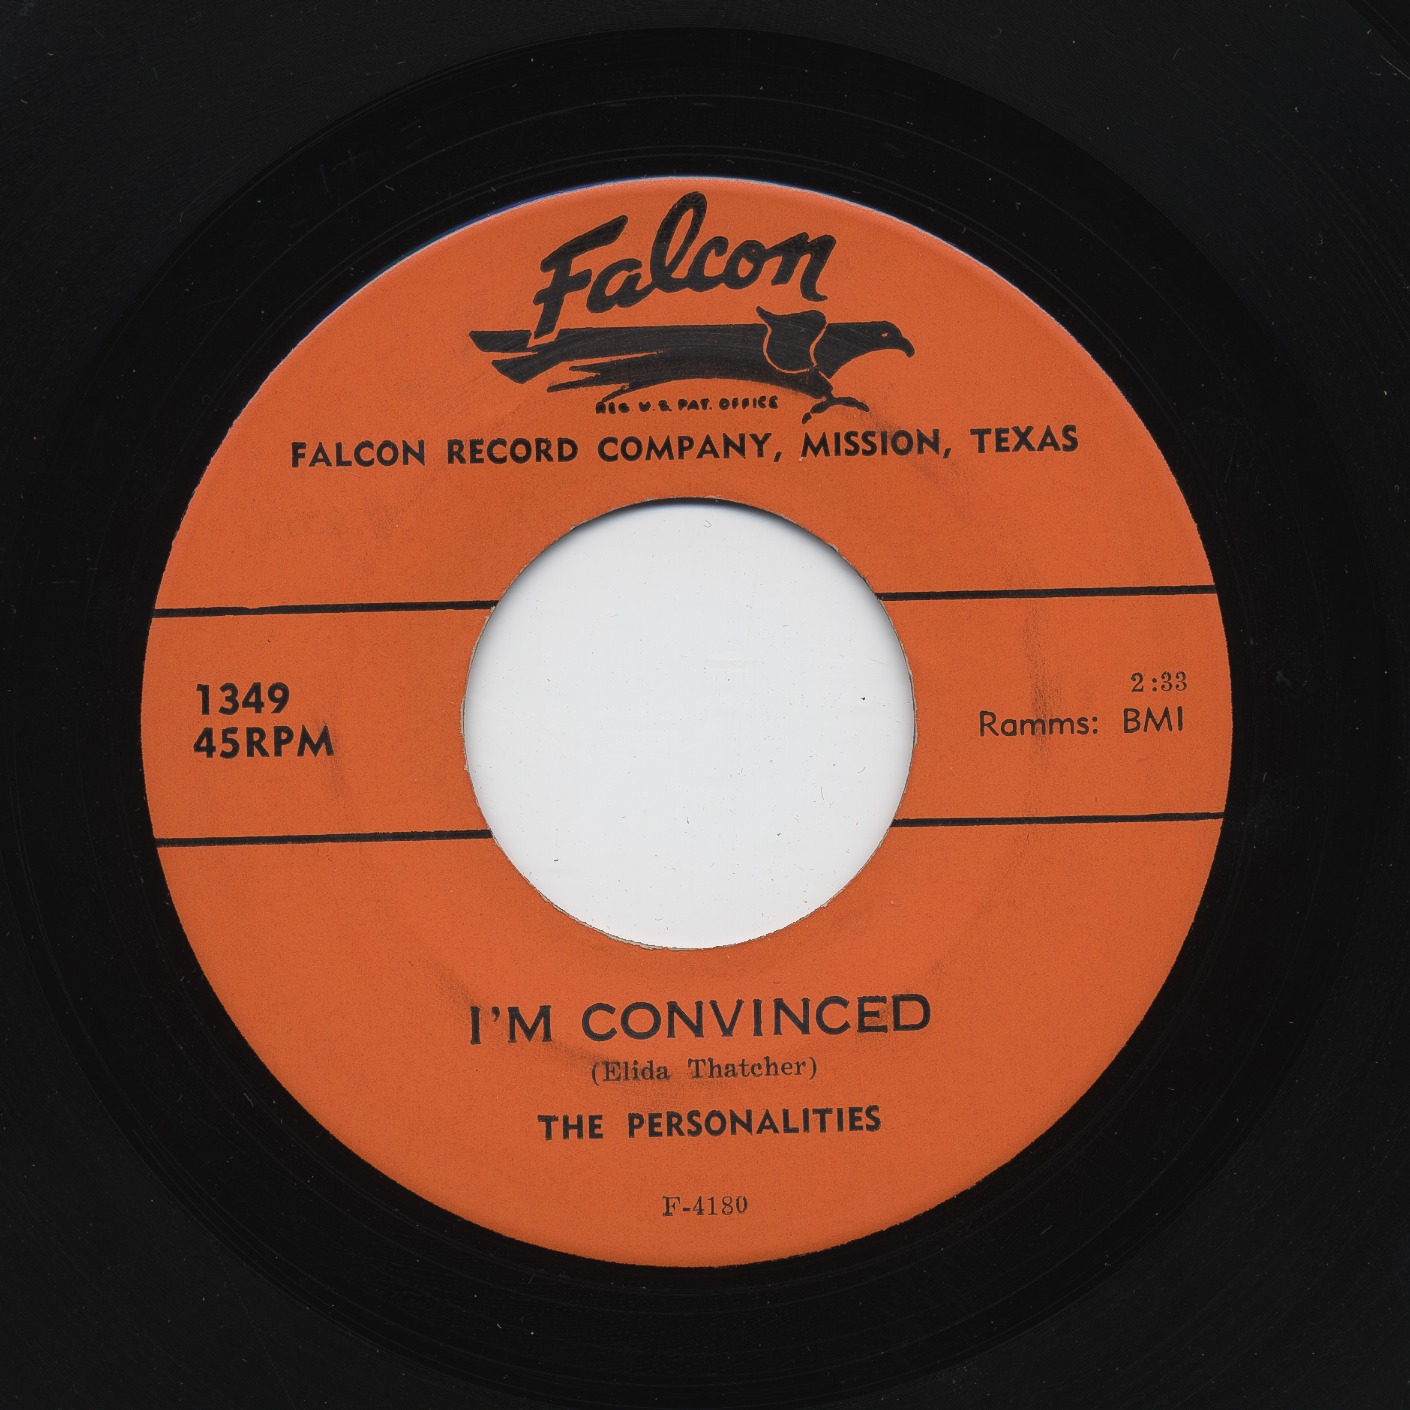 Falcon
REG U.S. PAT. OFFICE
FALCON RECORD COMPANY, MISSION, TEXAS
1349
45RPM
2:33
Ramms: BMI
I'M CONVINCED
(Elida Thatcher)
THE PERSONALITIES
F-4180